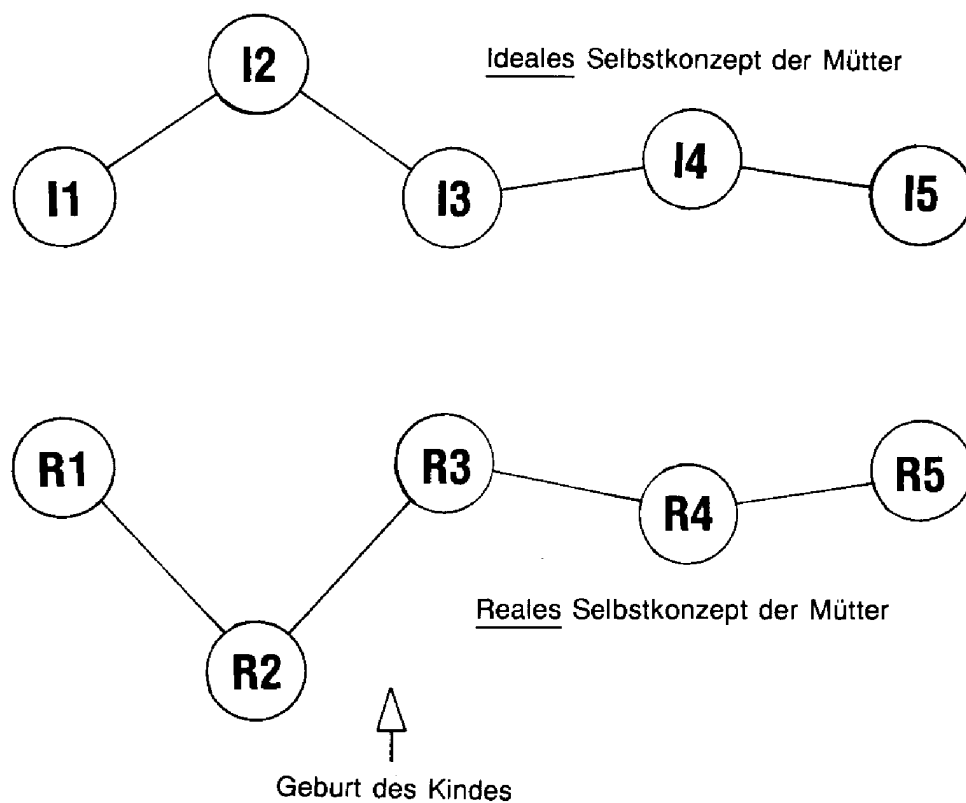 I2
Ideales Selbstkonzept der Mütter
I1
I3
I4
I5
R1
R3
R4
R5
Reales Selbstkonzept der Mütter
R2
Geburt des Kindes